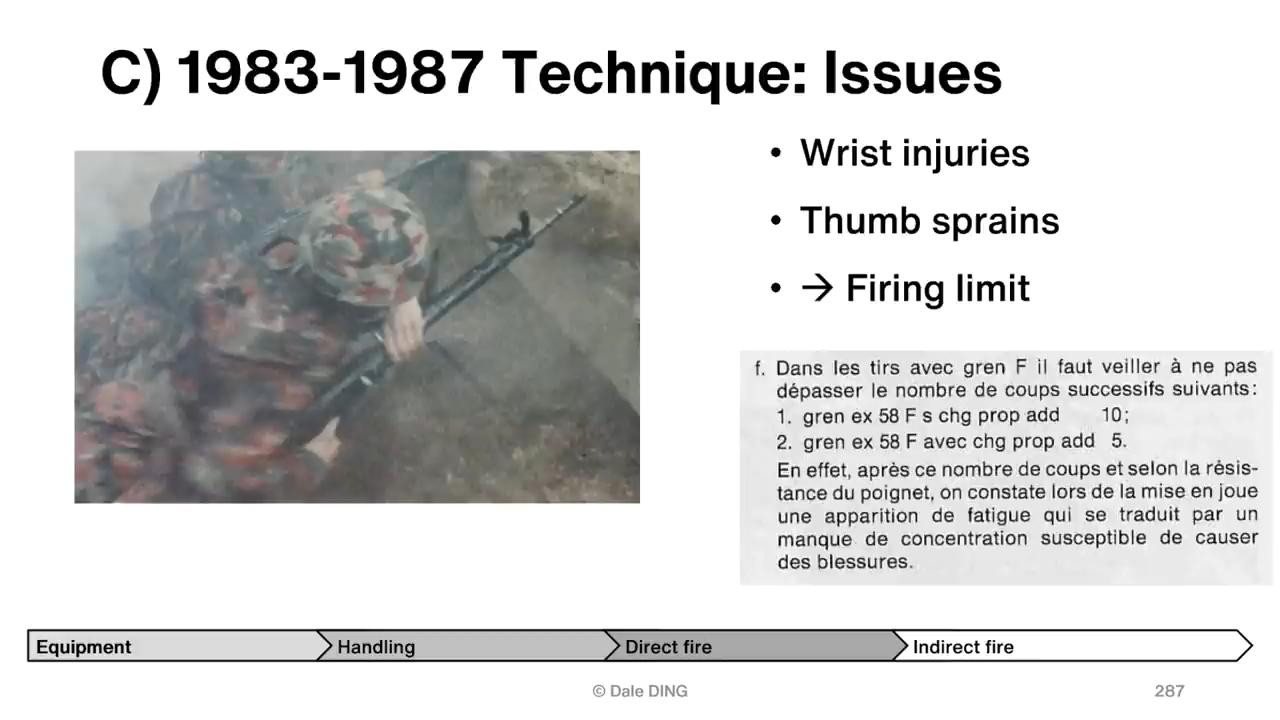 C) 1983-1987 Technique: Issues
• Wrist injuries
• Thumb sprains
• → Firing limit
f. Dans les tirs avec gren F il faut veiller à ne pas
dépasser le nombre de coups successifs suivants:
1. gren ex 58 F s chg prop add 10;
2. gren ex 58 F avec chg prop add 5.
En effet, après ce nombre de coups et selon la résis-
tance du poignet, on constate lors de la mise en joue
une apparition de fatigue qui se traduit par un
manque de concentration susceptible de causer
des blessures.
Equipment
Handling
Direct fire
Indirect fire
© Dale DING
287